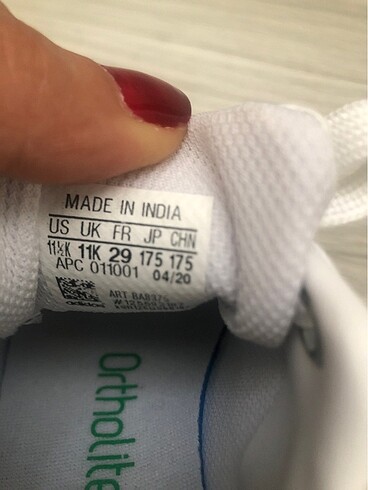 MADE IN INDIA
US UK FR JP CHN
11½K 11K 29 175 175
APC 011001 04/20
adidas
Ortholite